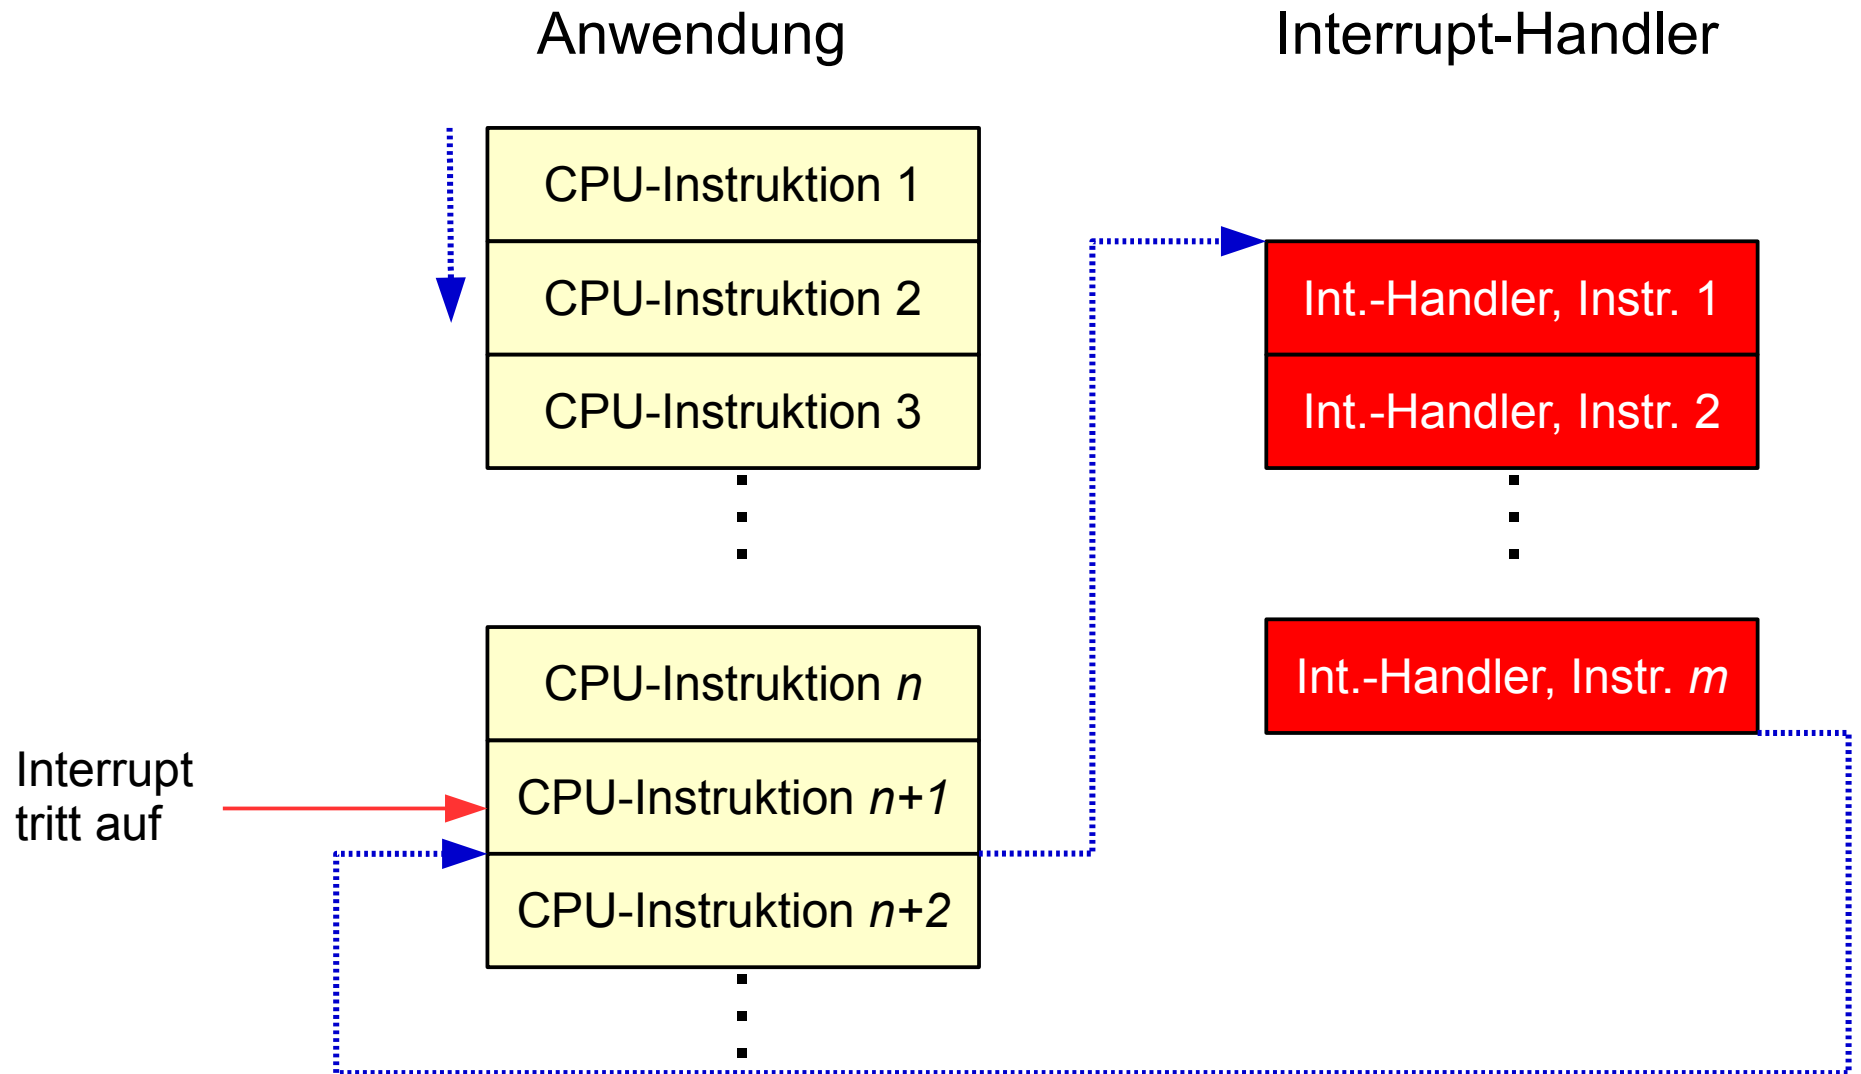 Anwendung
Interrupt-Handler
CPU-Instruktion 1
CPU-Instruktion 2
CPU-Instruktion 3
Int.-Handler, Instr. 1
Int.-Handler, Instr. 2
CPU-Instruktion n
CPU-Instruktion n+1
CPU-Instruktion n+2
Int.-Handler, Instr. m
Interrupt
tritt auf